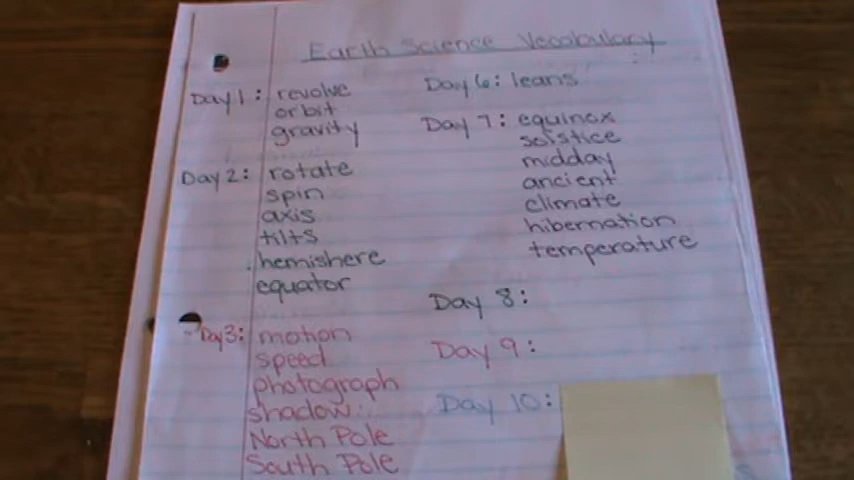 Earth Science Vocabulary
Day 1: revolve
orbit
gravity
Day 2: rotate
spin
axis
tilts
hemishere
equator
Day 3: motion
speed
photograph
shadow
North Pole
South Pole
Day 6: leans
Day 7: equinox
solstice
midday
ancient
climate
hibernation
temperature
Day 8:
Day 9:
Day 10: